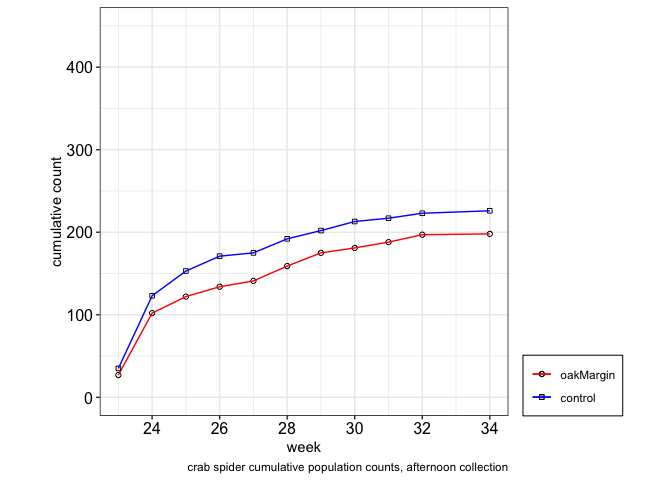 cumulative count
400
300
200
100
0
24 26 28 30 32 34
week
oakMargin
control
crab spider cumulative population counts, afternoon collection